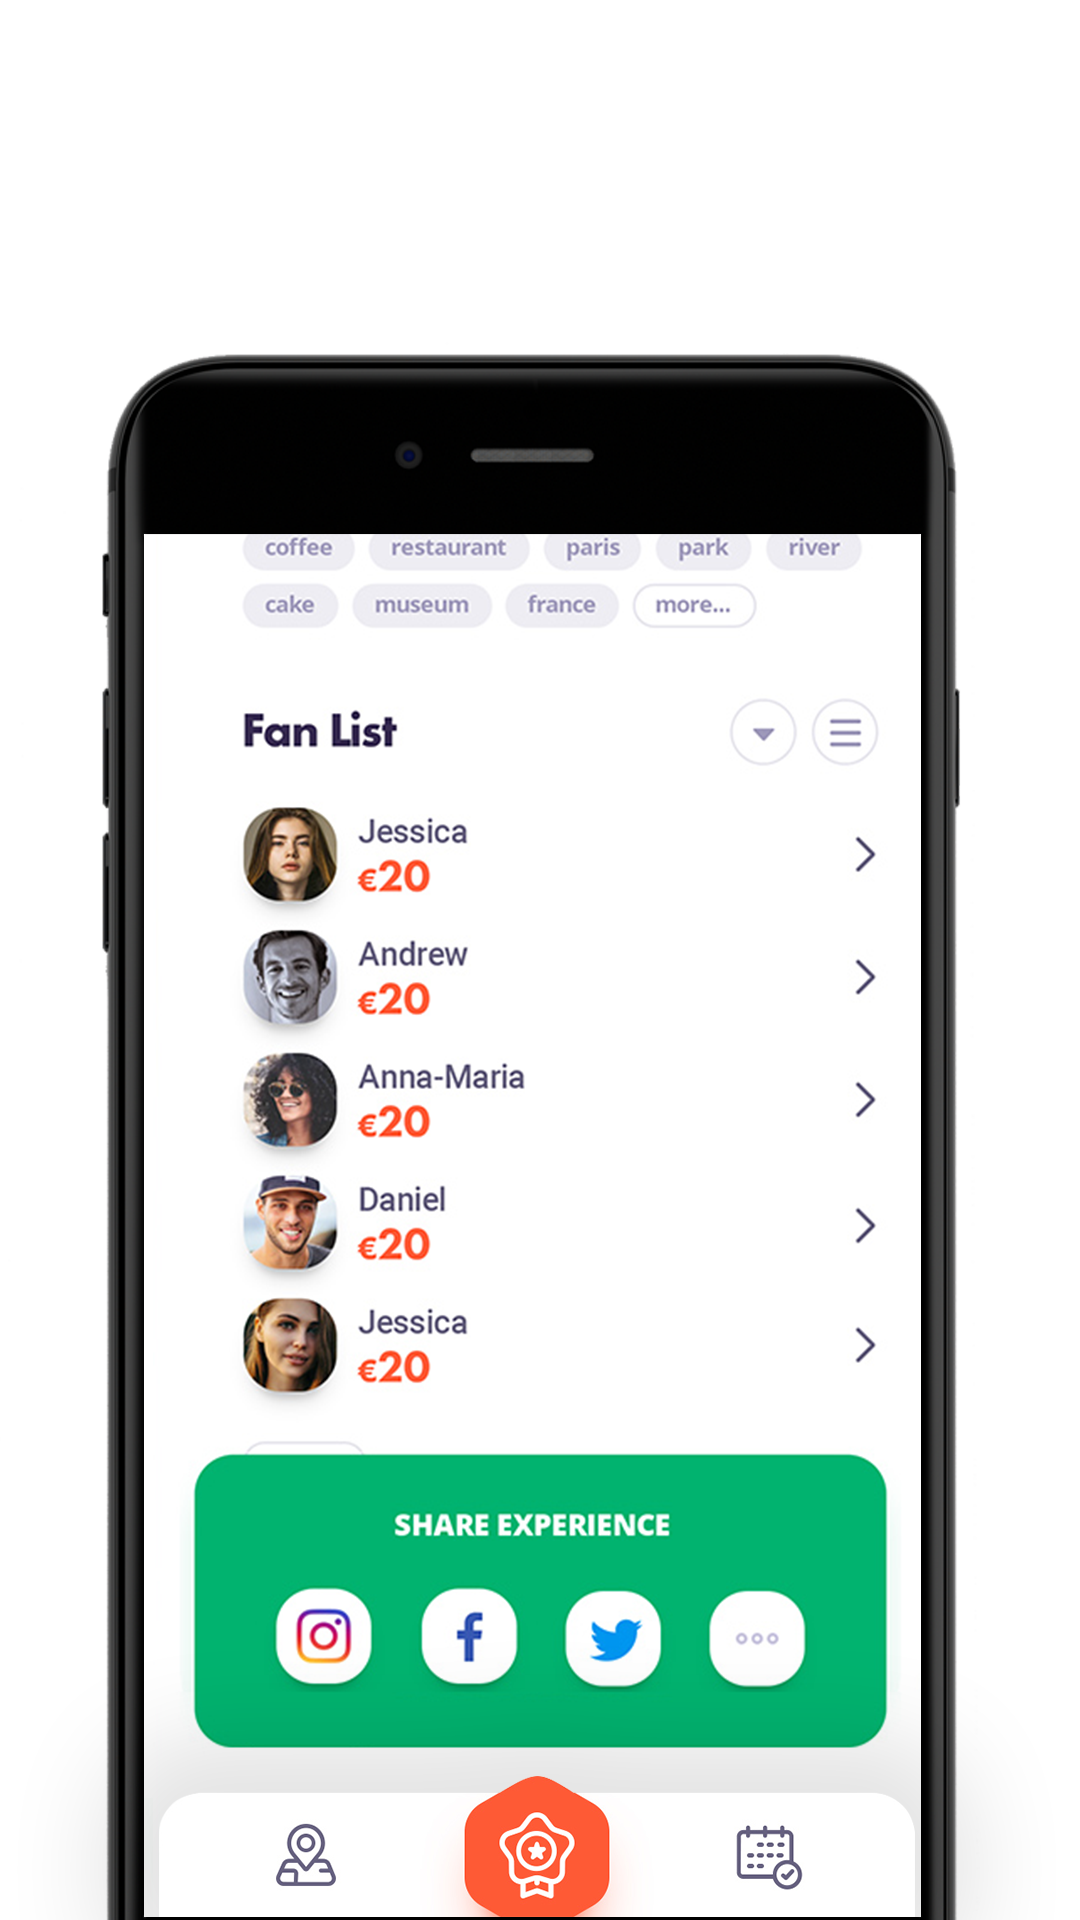 coffee restaurant paris park river
cake museum france more...
Fan List
Jessica
€20
Andrew
€20
Anna-Maria
€20
Daniel
€20
Jessica
€20
SHARE EXPERIENCE